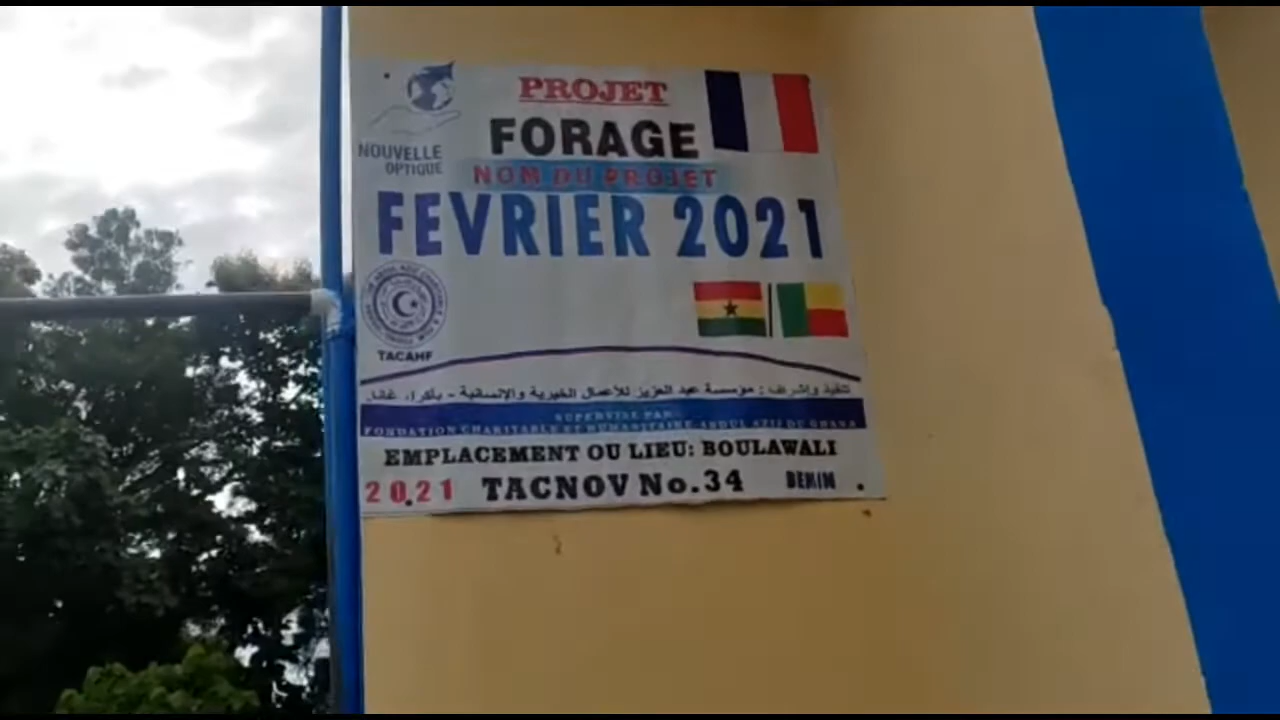 PROJET
FORAGE
NOUVELLE
OPTIQUE
NOM DU PROJET
FEVRIER 2021
TACAHF
تنفيذ وإشراف : مؤسسة عبد العزيز للأعمال الخيرية والإنسانية - بأكرا، غانا
SUPERVISE PAR:
FONDATION CHARITABLE ET HUMANITAIRE ABDUL AZIZ DU GHANA
EMPLACEMENT OU LIEU: BOULAWALI
2021 TACNOV No.34 BENIN